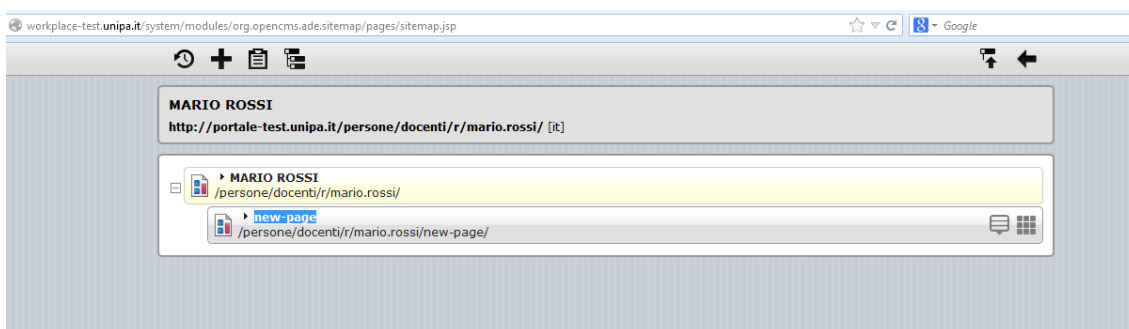 workplace-test.unipa.it/system/modules/org.opencms.ade.sitemap/pages/sitemap.jsp
8 Google
MARIO ROSSI
http://portale-test.unipa.it/persone/docenti/r/mario.rossi/ [it]
MARIO ROSSI
/persone/docenti/r/mario.rossi/
new-page
/persone/docenti/r/mario.rossi/new-page/